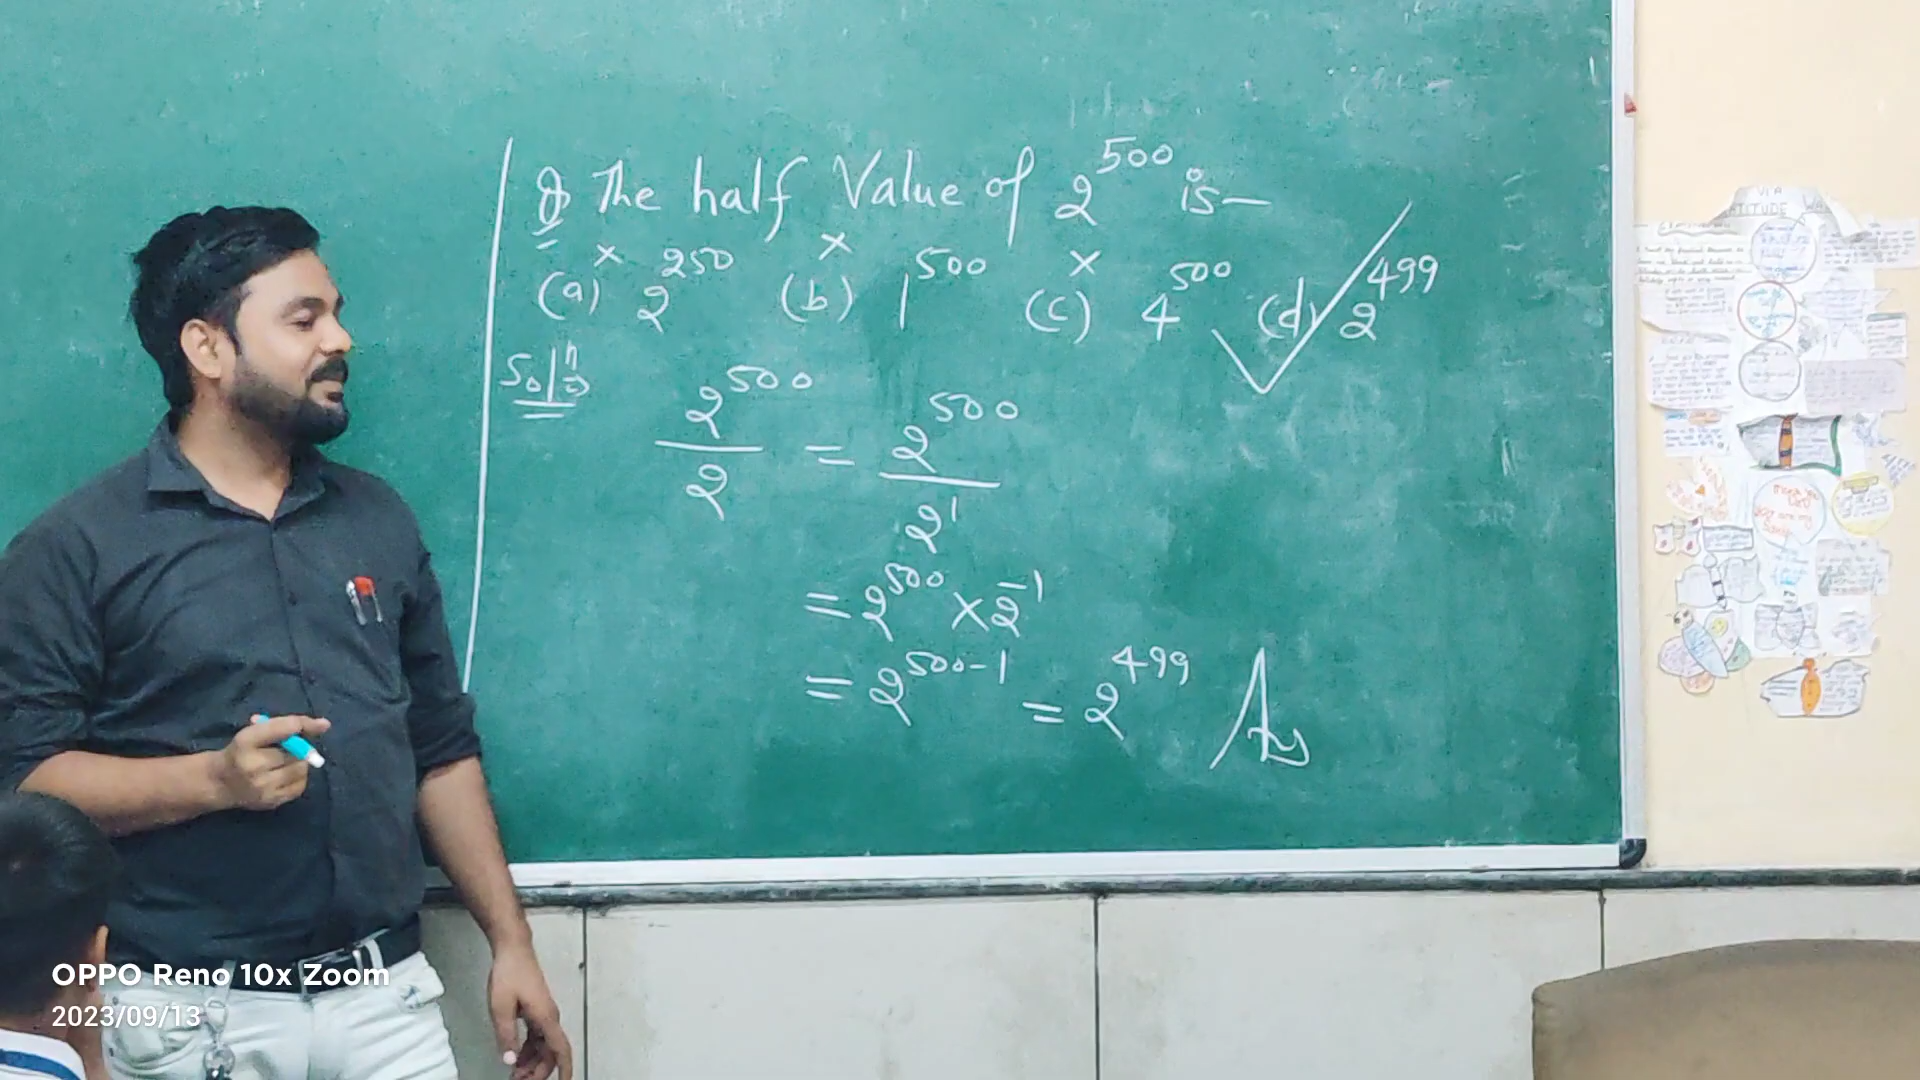 Q The half Value of 2^500 is—
(a) 2^250 (b) 1^500 (c) 4^500 (d) 2^499
Sol^n ⇒
2^500 / 2 = 2^500 / 2^1
= 2^500 × 2^-1
= 2^500-1 = 2^499 Ans
VIA
OPPO Reno 10x Zoom
2023/09/13